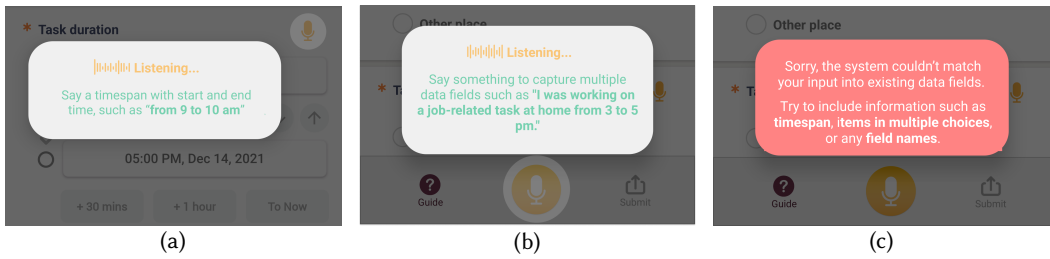 * Task duration
Listening...
Say a timespan with start and end
time, such as "from 9 to 10 am"
05:00 PM, Dec 14, 2021
+ 30 mins
+ 1 hour
To Now
(a)
Other place
Listening...
Say something to capture multiple
data fields such as "I was working on
a job-related task at home from 3 to 5
pm."
?
Guide
Submit
(b)
Other place
Sorry, the system couldn't match
your input into existing data fields.
Try to include information such as
timespan, items in multiple choices,
or any field names.
?
Guide
Submit
(c)